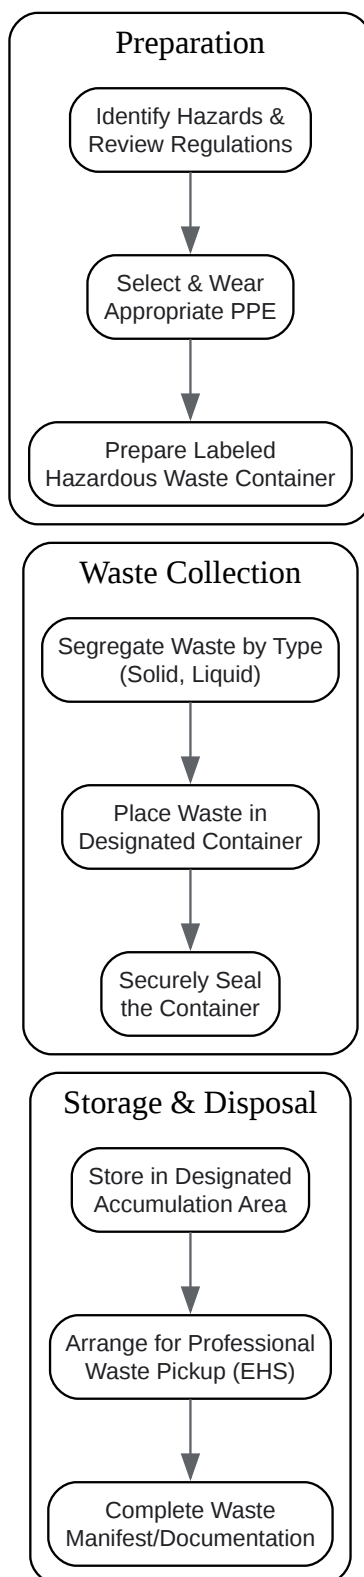 Preparation
Identify Hazards &
Review Regulations
Select & Wear
Appropriate PPE
Prepare Labeled
Hazardous Waste Container
Waste Collection
Segregate Waste by Type
(Solid, Liquid)
Place Waste in
Designated Container
Securely Seal
the Container
Storage & Disposal
Store in Designated
Accumulation Area
Arrange for Professional
Waste Pickup (EHS)
Complete Waste
Manifest/Documentation